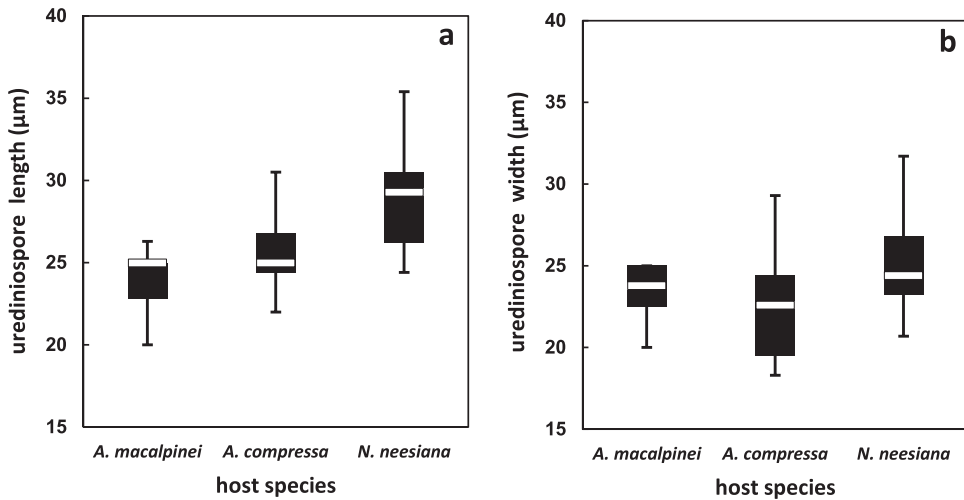 a
urediniospore length (µm)
40
35
30
25
20
15
A. macalpinei
A. compressa
N. neesiana
host species
b
urediniospore width (µm)
40
35
30
25
20
15
A. macalpinei
A. compressa
N. neesiana
host species